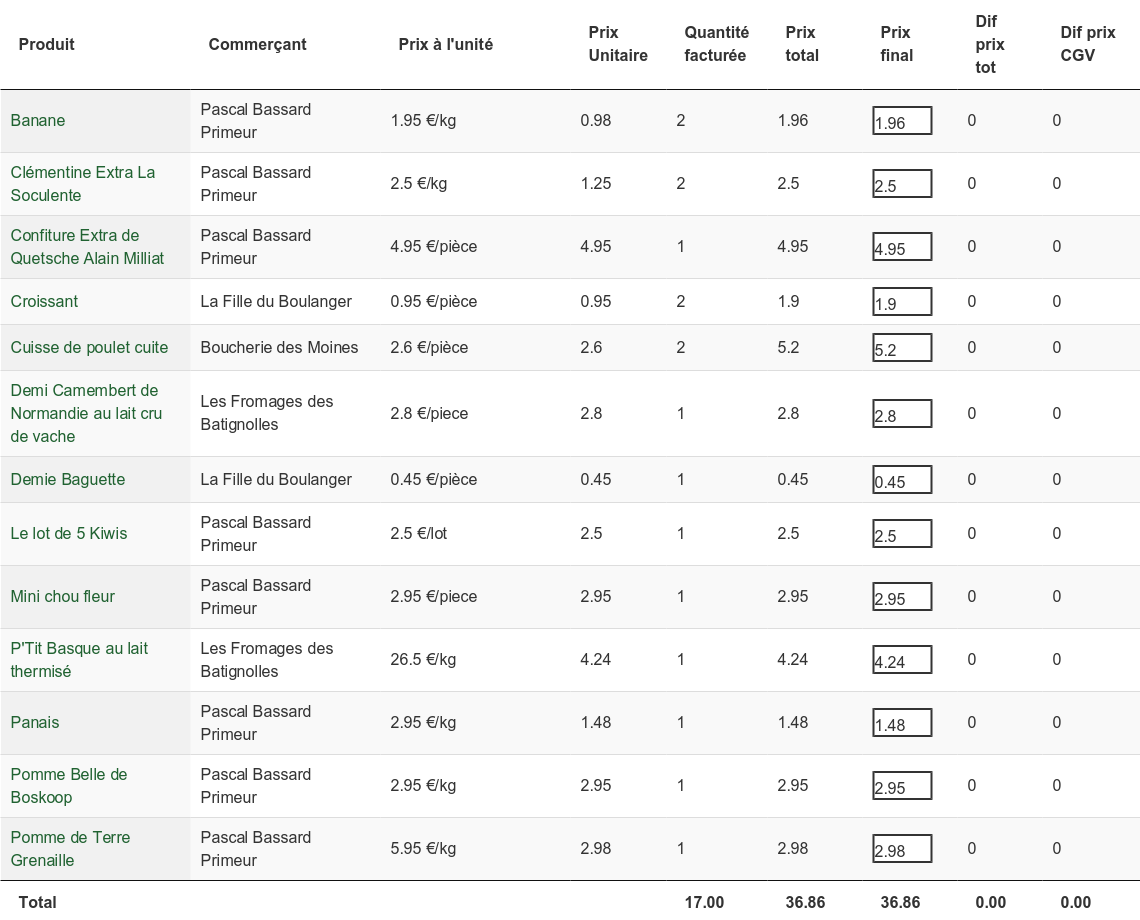 Produit Commerçant Prix à l'unité Prix Unitaire Quantité facturée Prix total Prix final Dif prix tot Dif prix CGV
Banane Pascal Bassard Primeur 1.95 €/kg 0.98 2 1.96 1.96 0 0
Clémentine Extra La Soculente Pascal Bassard Primeur 2.5 €/kg 1.25 2 2.5 2.5 0 0
Confiture Extra de Quetsche Alain Milliat Pascal Bassard Primeur 4.95 €/pièce 4.95 1 4.95 4.95 0 0
Croissant La Fille du Boulanger 0.95 €/pièce 0.95 2 1.9 1.9 0 0
Cuisse de poulet cuite Boucherie des Moines 2.6 €/pièce 2.6 2 5.2 5.2 0 0
Demi Camembert de Normandie au lait cru de vache Les Fromages des Batignolles 2.8 €/piece 2.8 1 2.8 2.8 0 0
Demie Baguette La Fille du Boulanger 0.45 €/pièce 0.45 1 0.45 0.45 0 0
Le lot de 5 Kiwis Pascal Bassard Primeur 2.5 €/lot 2.5 1 2.5 2.5 0 0
Mini chou fleur Pascal Bassard Primeur 2.95 €/piece 2.95 1 2.95 2.95 0 0
P'Tit Basque au lait thermisé Les Fromages des Batignolles 26.5 €/kg 4.24 1 4.24 4.24 0 0
Panais Pascal Bassard Primeur 2.95 €/kg 1.48 1 1.48 1.48 0 0
Pomme Belle de Boskoop Pascal Bassard Primeur 2.95 €/kg 2.95 1 2.95 2.95 0 0
Pomme de Terre Grenaille Pascal Bassard Primeur 5.95 €/kg 2.98 1 2.98 2.98 0 0
Total 17.00 36.86 36.86 0.00 0.00